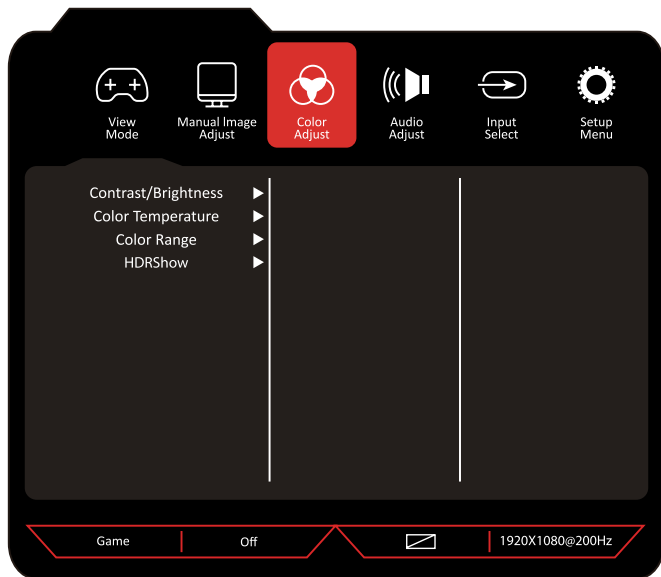 View
Mode
Manual Image
Adjust
Color
Adjust
Audio
Adjust
Input
Select
Setup
Menu
Contrast/Brightness
Color Temperature
Color Range
HDRShow
Game
Off
1920X1080@200Hz